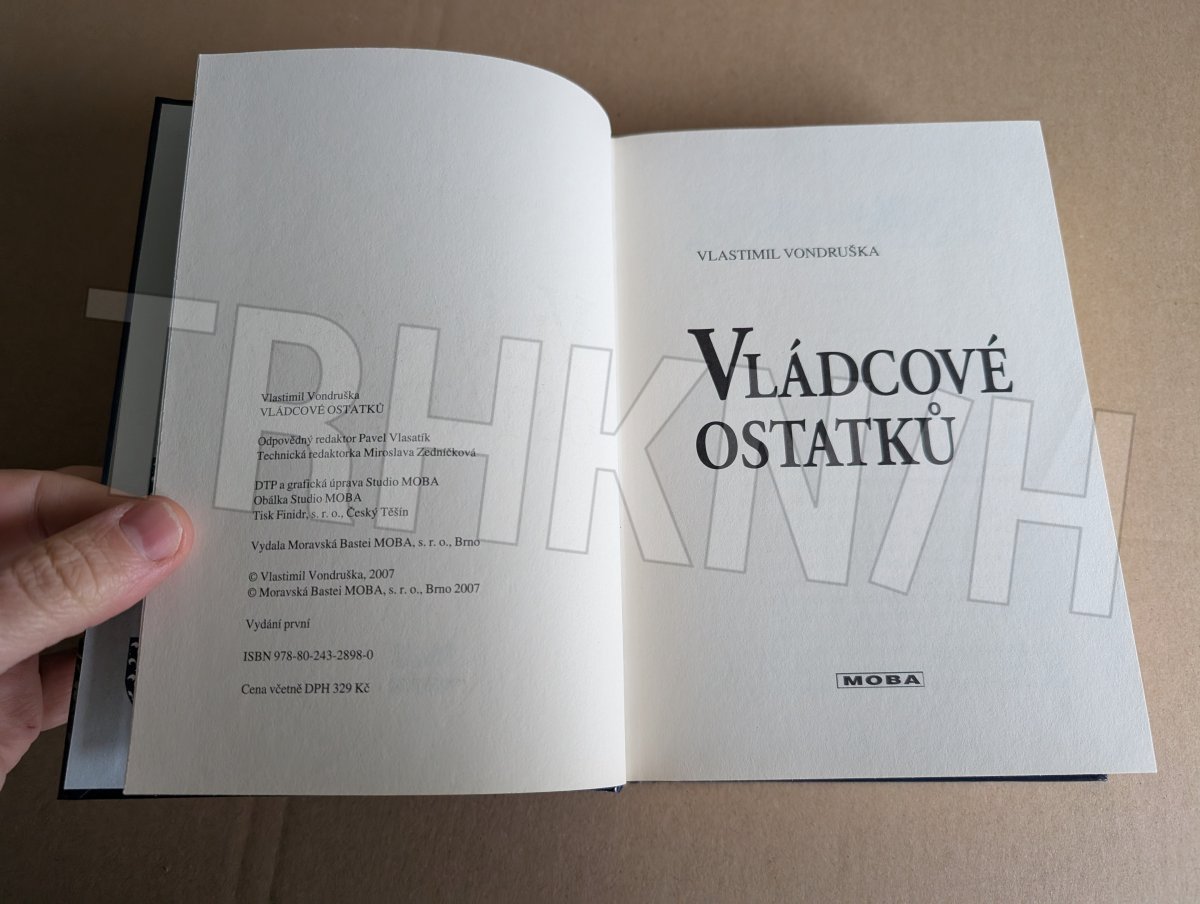 Vlastimil Vondruška
VLÁDCOVÉ OSTATKŮ
Odpovědný redaktor Pavel Vlasatík
Technická redaktorka Miroslava Zedníčková
DTP a grafická úprava Studio MOBA
Obálka Studio MOBA
Tisk Finidr, s. r. o., Český Těšín
Vydala Moravská Bastei MOBA, s. r. o., Brno
© Vlastimil Vondruška, 2007
© Moravská Bastei MOBA, s. r. o., Brno 2007
Vydání první
ISBN 978-80-243-2898-0
Cena včetně DPH 329 Kč
VLASTIMIL VONDRUŠKA
VLÁDCOVÉ
OSTATKŮ
MOBA
TRHKNIH